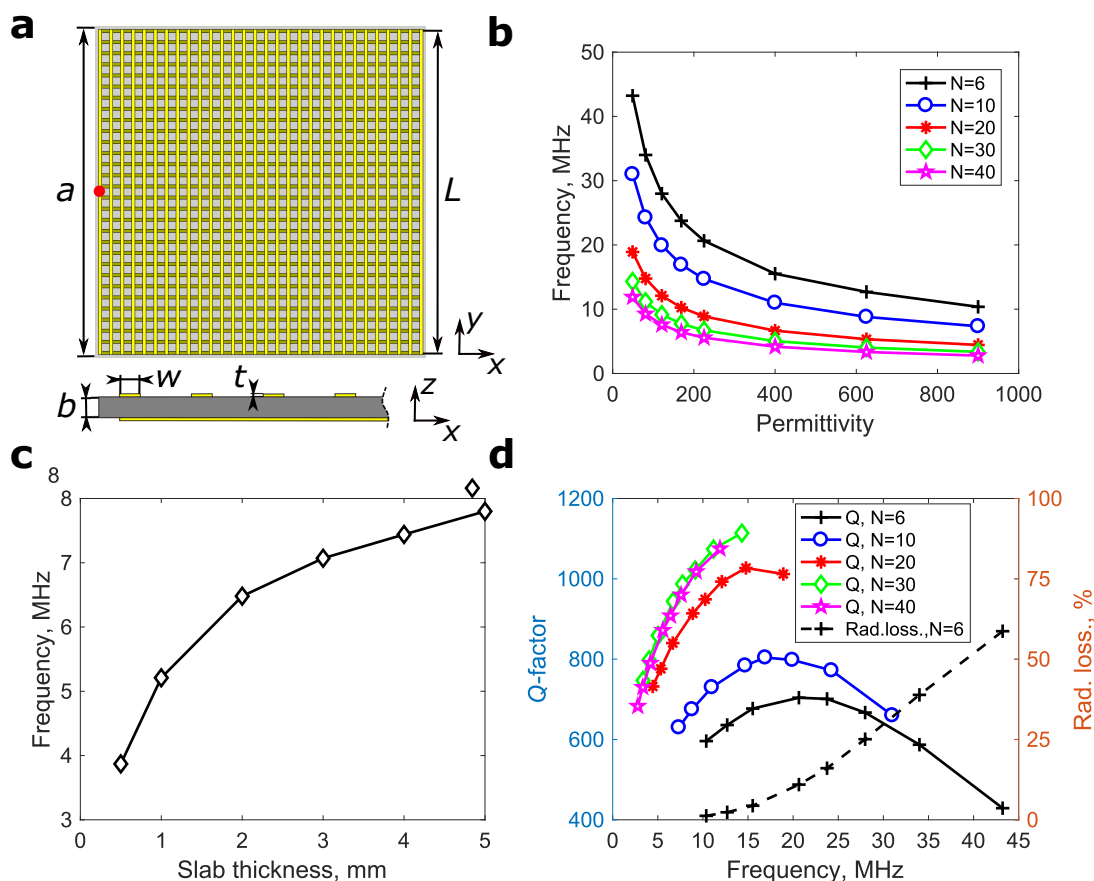 a
a
L
y
x
w
t
b
z
x
b
50
40
30
20
10
0
Frequency, MHz
0
200
400
600
800
1000
Permittivity
N=6
N=10
N=20
N=30
N=40
c
8
8
7
6
5
4
3
Frequency, MHz
0
1
2
3
4
5
Slab thickness, mm
d
1200
1000
800
600
400
Q-factor
0
5
10
15
20
25
30
35
40
45
Frequency, MHz
100
75
50
25
0
Rad. loss., %
Q, N=6
Q, N=10
Q, N=20
Q, N=30
Q, N=40
Rad.loss.,N=6